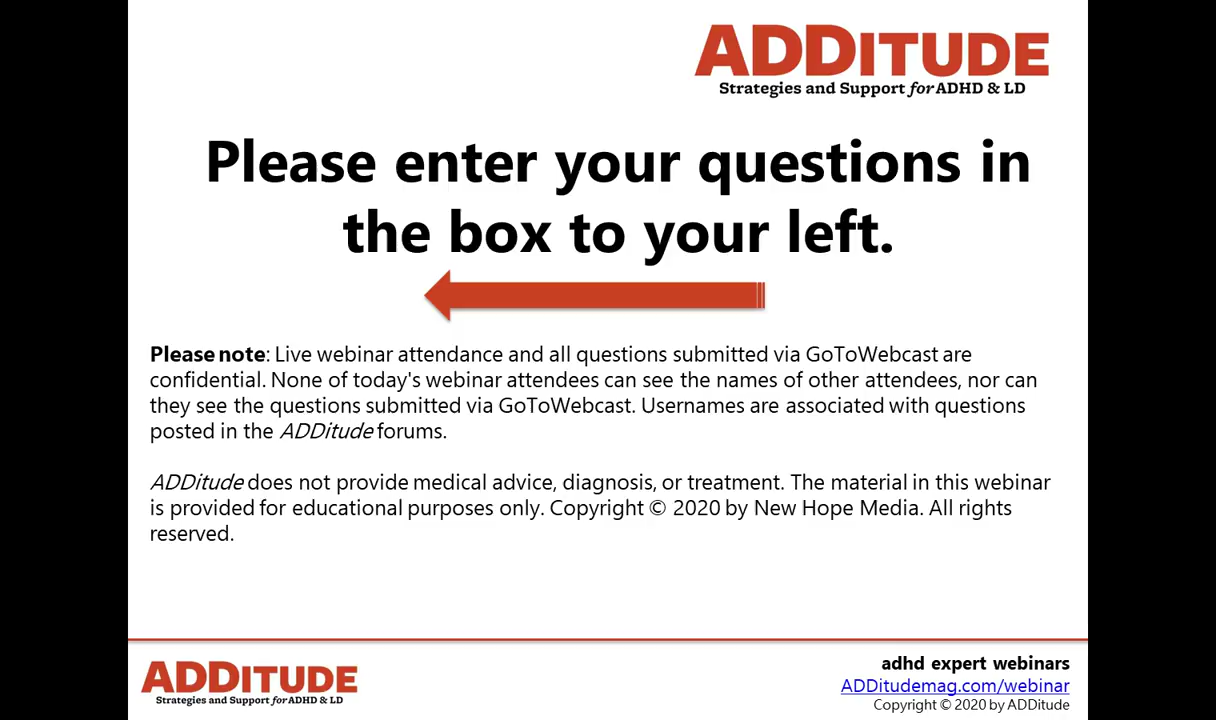 ADDITUDE
Strategies and Support for ADHD & LD
Please enter your questions in
the box to your left.
Please note: Live webinar attendance and all questions submitted via GoToWebcast are
confidential. None of today's webinar attendees can see the names of other attendees, nor can
they see the questions submitted via GoToWebcast. Usernames are associated with questions
posted in the ADDitude forums.
ADDitude does not provide medical advice, diagnosis, or treatment. The material in this webinar
is provided for educational purposes only. Copyright © 2020 by New Hope Media. All rights
reserved.
ADDITUDE
Strategies and Support for ADHD & LD
adhd expert webinars
ADDitudemag.com/webinar
Copyright © 2020 by ADDitude